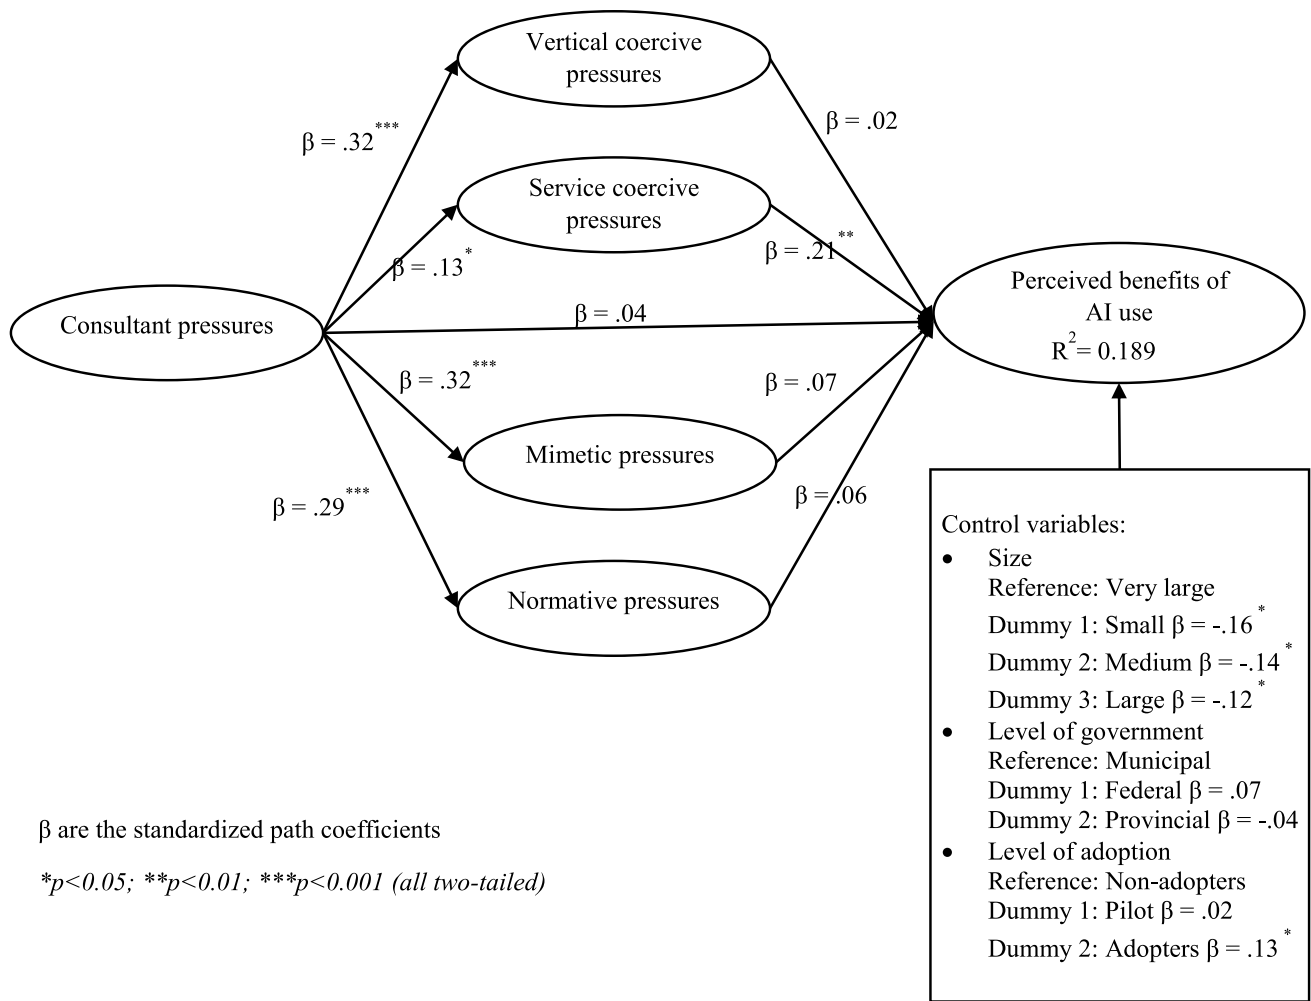 Vertical coercive
pressures
β = .32***
β = .02
Service coercive
pressures
β = .13*
β = .21**
Consultant pressures
β = .04
Perceived benefits of
AI use
R²= 0.189
β = .32***
β = .07
Mimetic pressures
β = .29***
β = .06
Normative pressures
Control variables:
• Size
Reference: Very large
Dummy 1: Small β = -.16*
Dummy 2: Medium β = -.14*
Dummy 3: Large β = -.12*
• Level of government
Reference: Municipal
Dummy 1: Federal β = .07
Dummy 2: Provincial β = -.04
• Level of adoption
Reference: Non-adopters
Dummy 1: Pilot β = .02
Dummy 2: Adopters β = .13*
β are the standardized path coefficients
*p<0.05; **p<0.01; ***p<0.001 (all two-tailed)